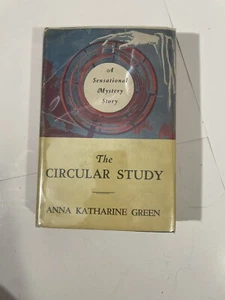 A
Sensational
Mystery
Story
The
CIRCULAR STUDY
ANNA KATHARINE GREEN